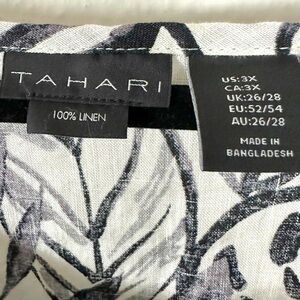 TAHARI
100% LINEN
US:3X
CA:3X
UK:26/28
EU:52/54
AU:26/28
MADE IN
BANGLADESH